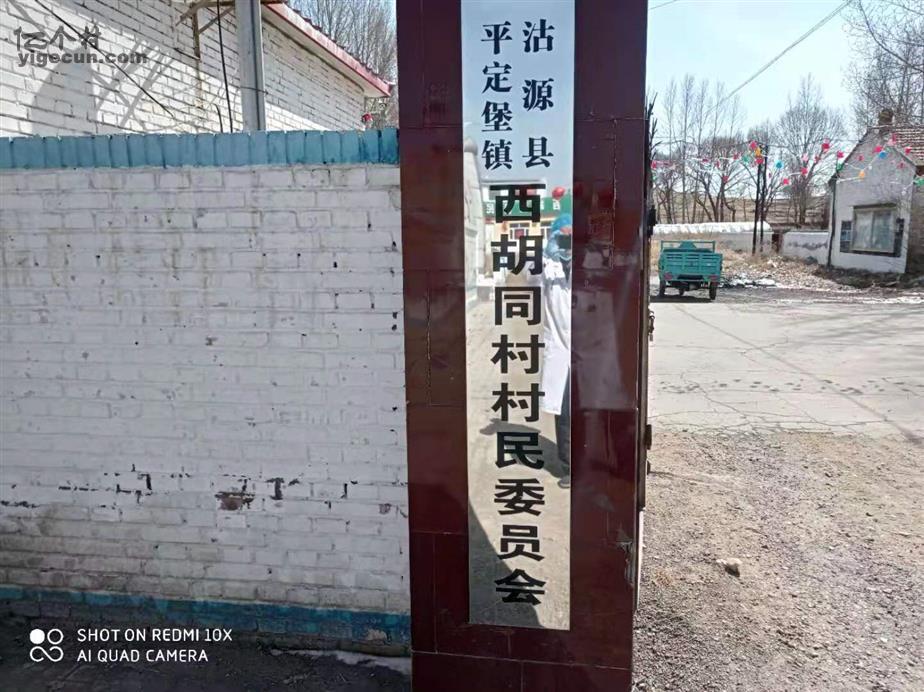 亿个村
yigecun.com
沽源县
平定堡镇
西胡同村村民委员会
SHOT ON REDMI 10X
AI QUAD CAMERA